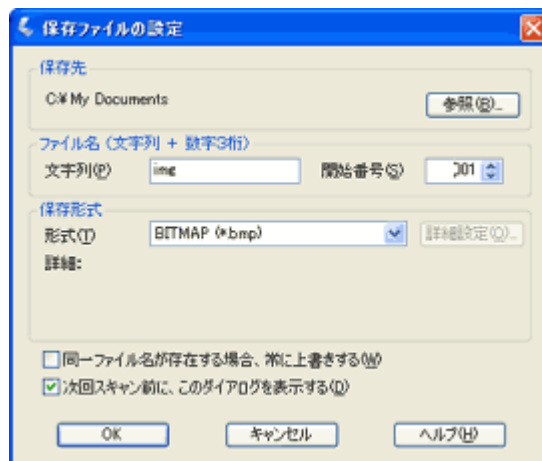 保存ファイルの設定
保存先
C:¥My Documents
参照(B)...
ファイル名 (文字列 + 数字3桁)
文字列(P) img 開始番号(S) 001
保存形式
形式(T) BITMAP (*.bmp) 詳細設定(O)...
詳細:
同一ファイル名が存在する場合、常に上書きする(W)
次回スキャン前に、このダイアログを表示する(D)
OK キャンセル ヘルプ(H)